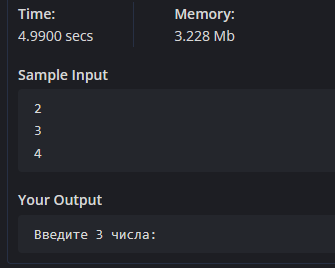 Time:
Memory:
4.9900 secs
3.228 Mb
Sample Input
2
3
4
Your Output
Введите 3 числа: